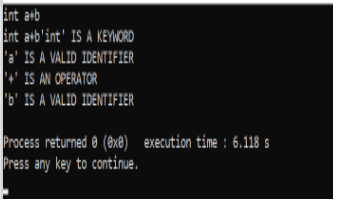 int a+b
int a+b'int' IS A KEYWORD
'a' IS A VALID IDENTIFIER
'+' IS AN OPERATOR
'b' IS A VALID IDENTIFIER
Process returned 0 (0x0) execution time : 6.118 s
Press any key to continue.